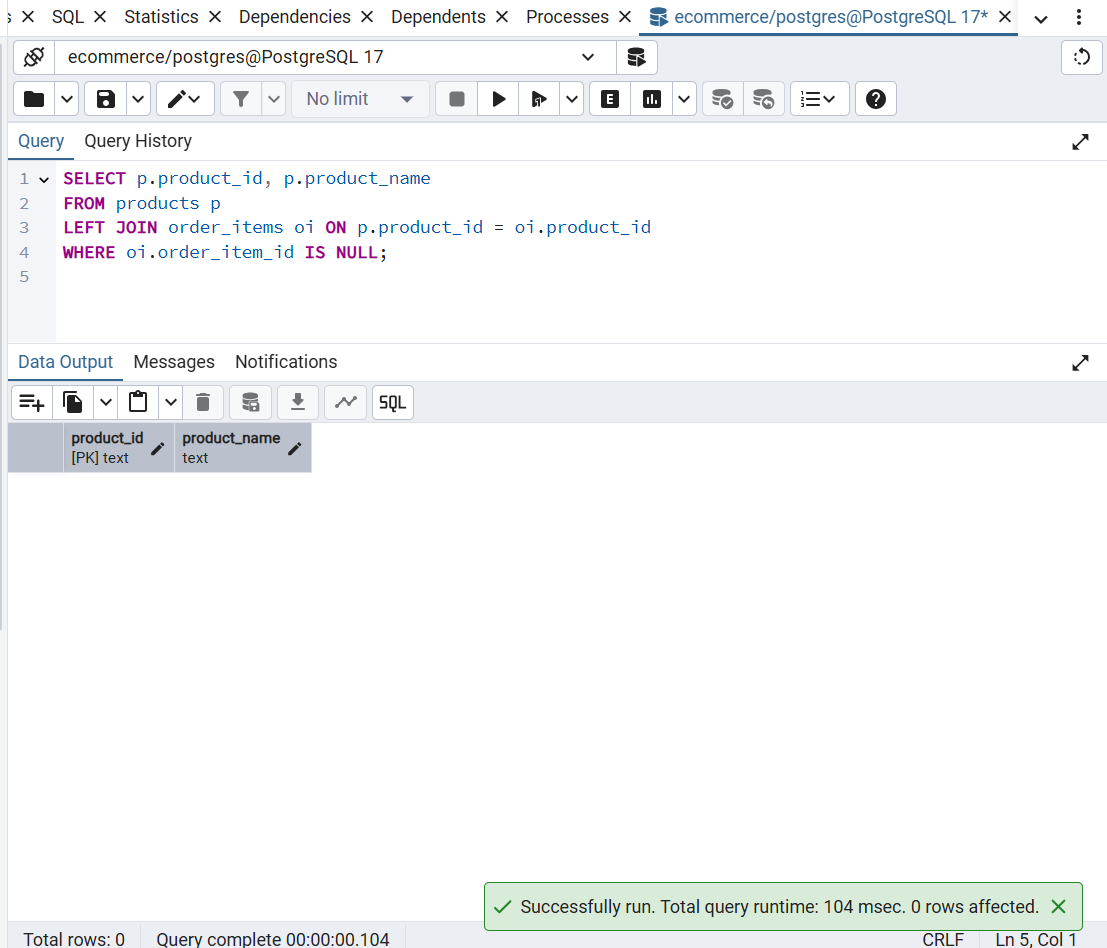 s SQL Statistics Dependencies Dependents Processes ecommerce/postgres@PostgreSQL 17*
ecommerce/postgres@PostgreSQL 17
No limit E
Query Query History
1 SELECT p.product_id, p.product_name
2 FROM products p
3 LEFT JOIN order_items oi ON p.product_id = oi.product_id
4 WHERE oi.order_item_id IS NULL;
5
Data Output Messages Notifications
SQL
product_id product_name
[PK] text text
Successfully run. Total query runtime: 104 msec. 0 rows affected.
Total rows: 0 Query complete 00:00:00.104 CRLF Ln 5, Col 1